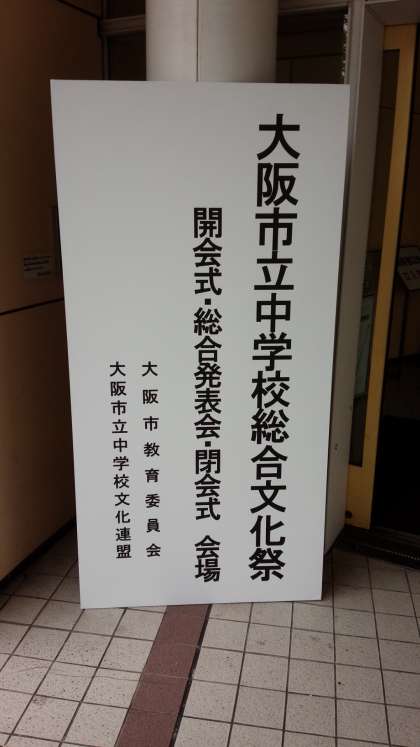 大阪市立中学校総合文化祭
開会式・総合発表会・閉会式 会場
大阪市教育委員会
大阪市立中学校文化連盟